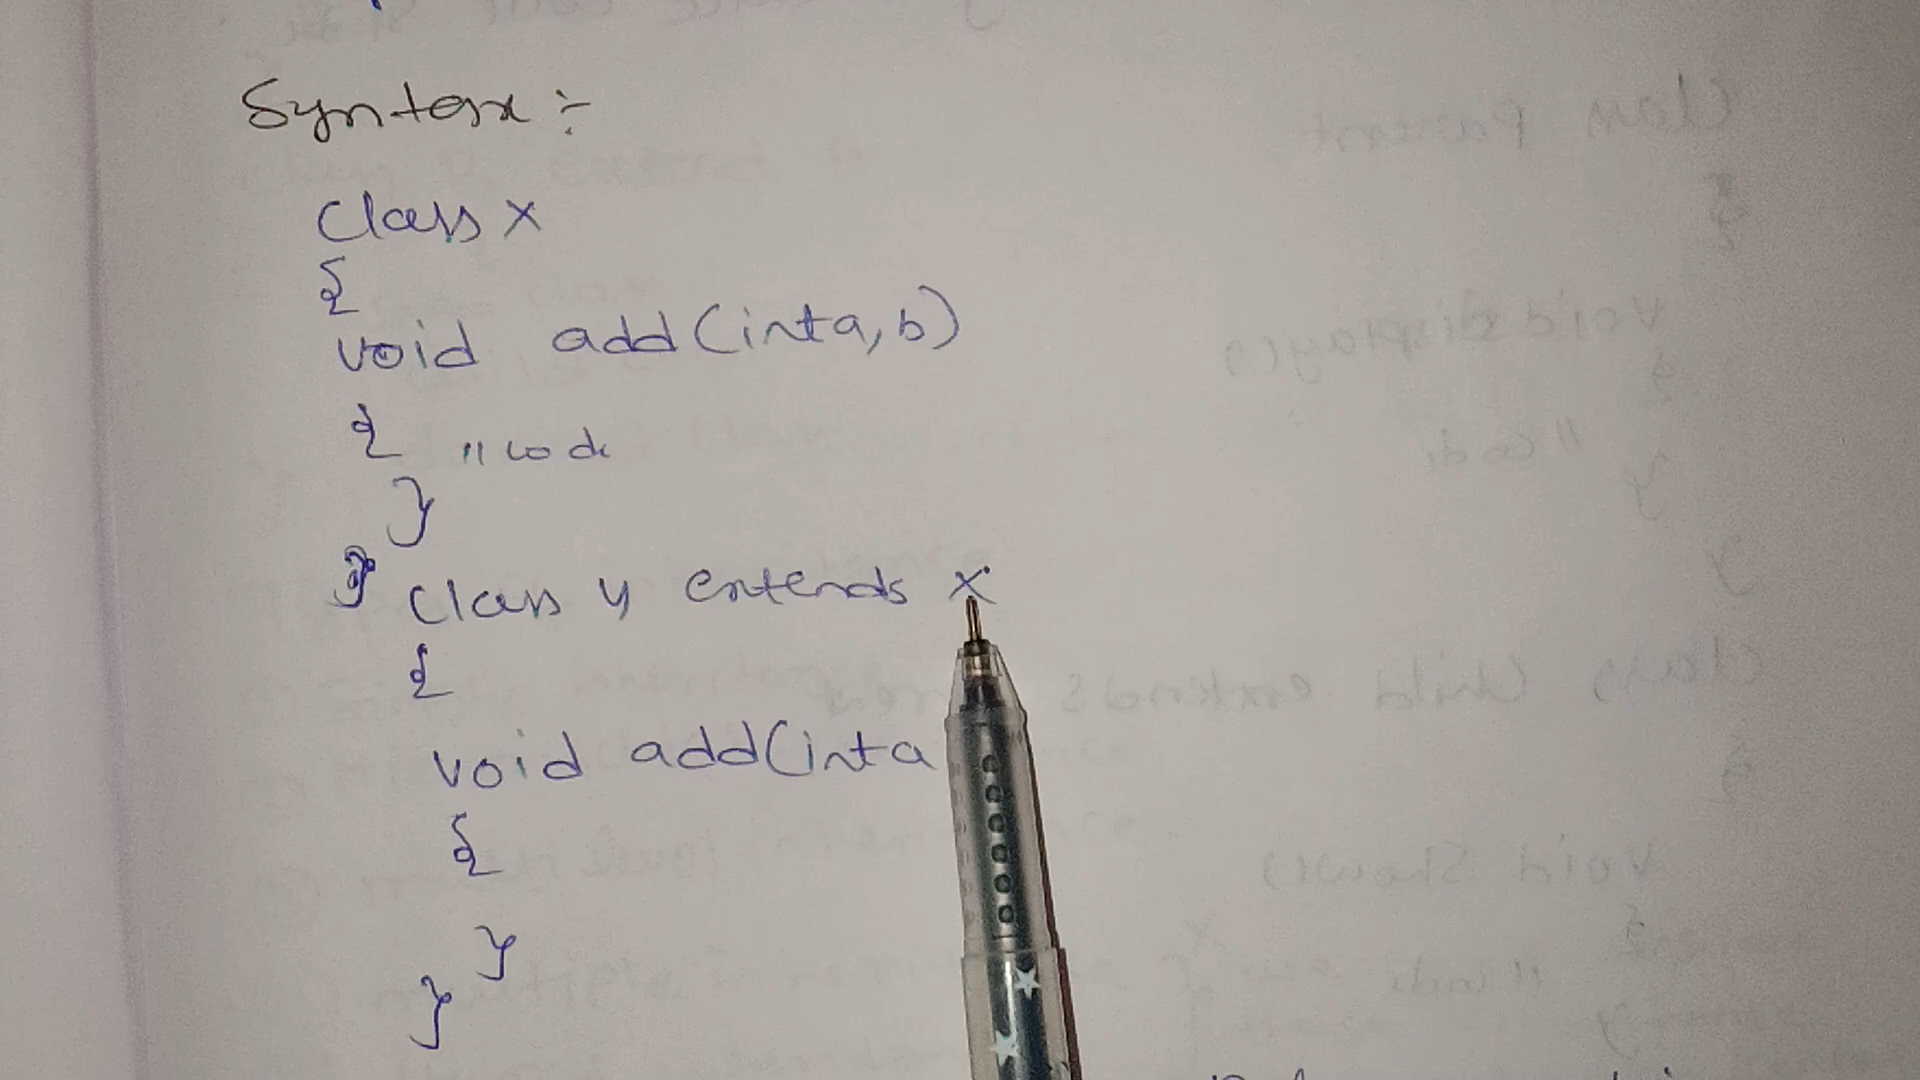 Syntax :-
Class X
{
void add(int a, b)
{ // code
}
} Class y extends X
{
void add(int a
{
}
}